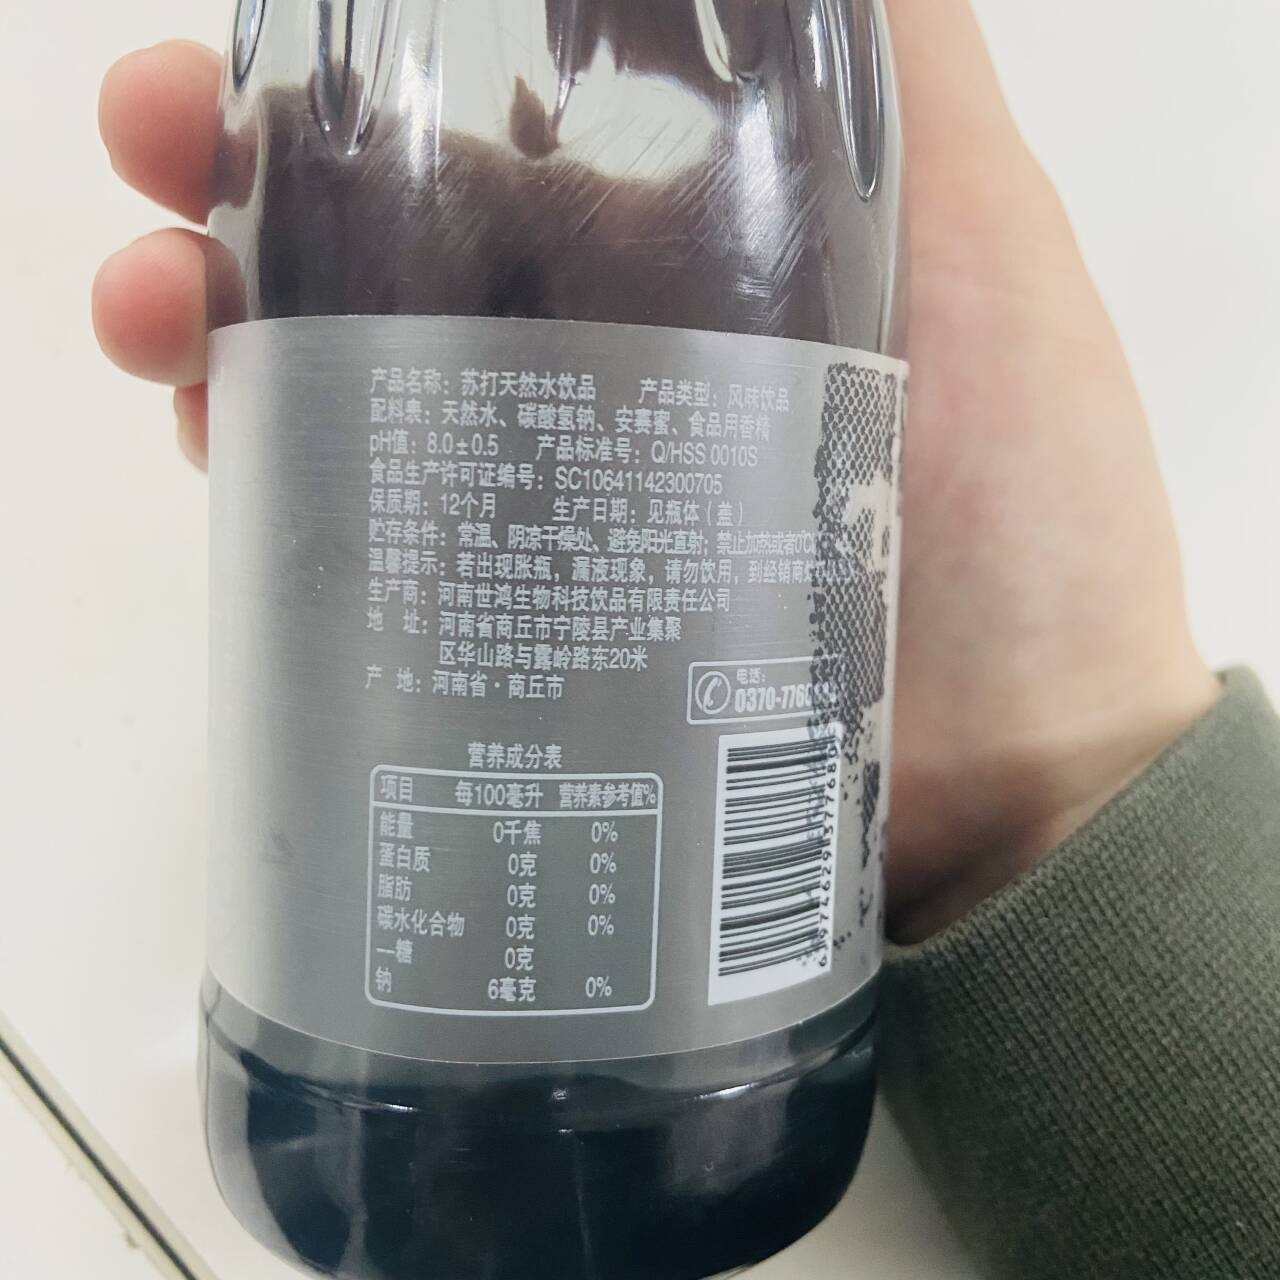 产品名称：苏打天然水饮品 产品类型：风味饮品
配料表：天然水、碳酸氢钠、安赛蜜、食品用香精
pH值：8.0±0.5 产品标准号：Q/HSS 0010S
食品生产许可证编号：SC10641142300705
保质期：12个月 生产日期：见瓶体（盖）
贮存条件：常温、阴凉干燥处、避免阳光直射；禁止加热或者0°C
温馨提示：若出现胀瓶，漏液现象，请勿饮用，到经销商处
生产商：河南世鸿生物科技饮品有限责任公司
地 址：河南省商丘市宁陵县产业集聚
区华山路与露岭路东20米
产 地：河南省·商丘市
电话：
0370-7760
营养成分表
项目 每100毫升 营养素参考值%
能量 0千焦 0%
蛋白质 0克 0%
脂肪 0克 0%
碳水化合物 0克 0%
—糖 0克
钠 6毫克 0%
6974629377680